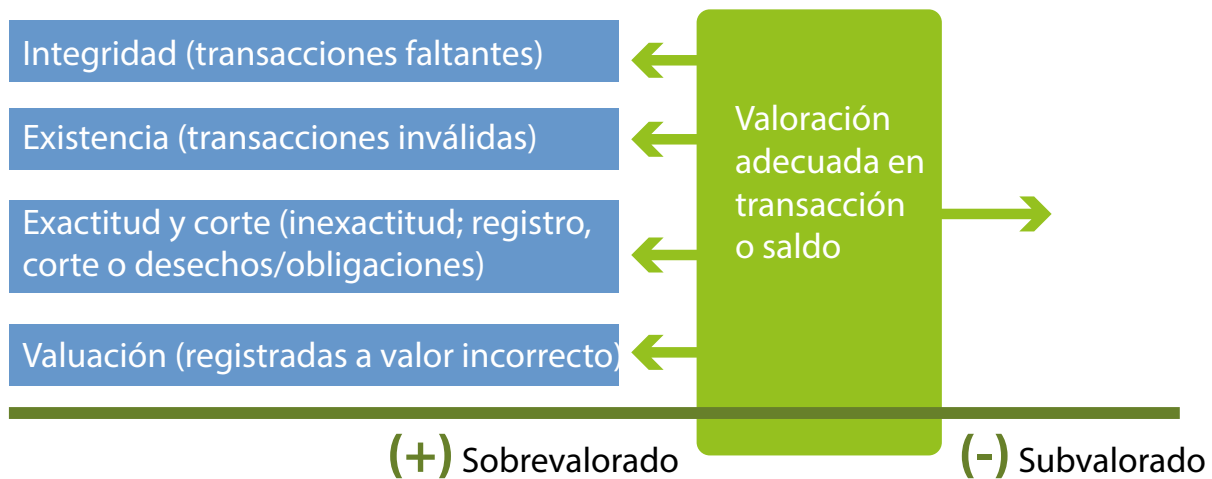 Integridad (transacciones faltantes)
Existencia (transacciones inválidas)
Exactitud y corte (inexactitud; registro,
corte o desechos/obligaciones)
Valuación (registradas a valor incorrecto)
Valoración
adecuada en
transacción
o saldo
(+) Sobrevalorado
(-) Subvalorado